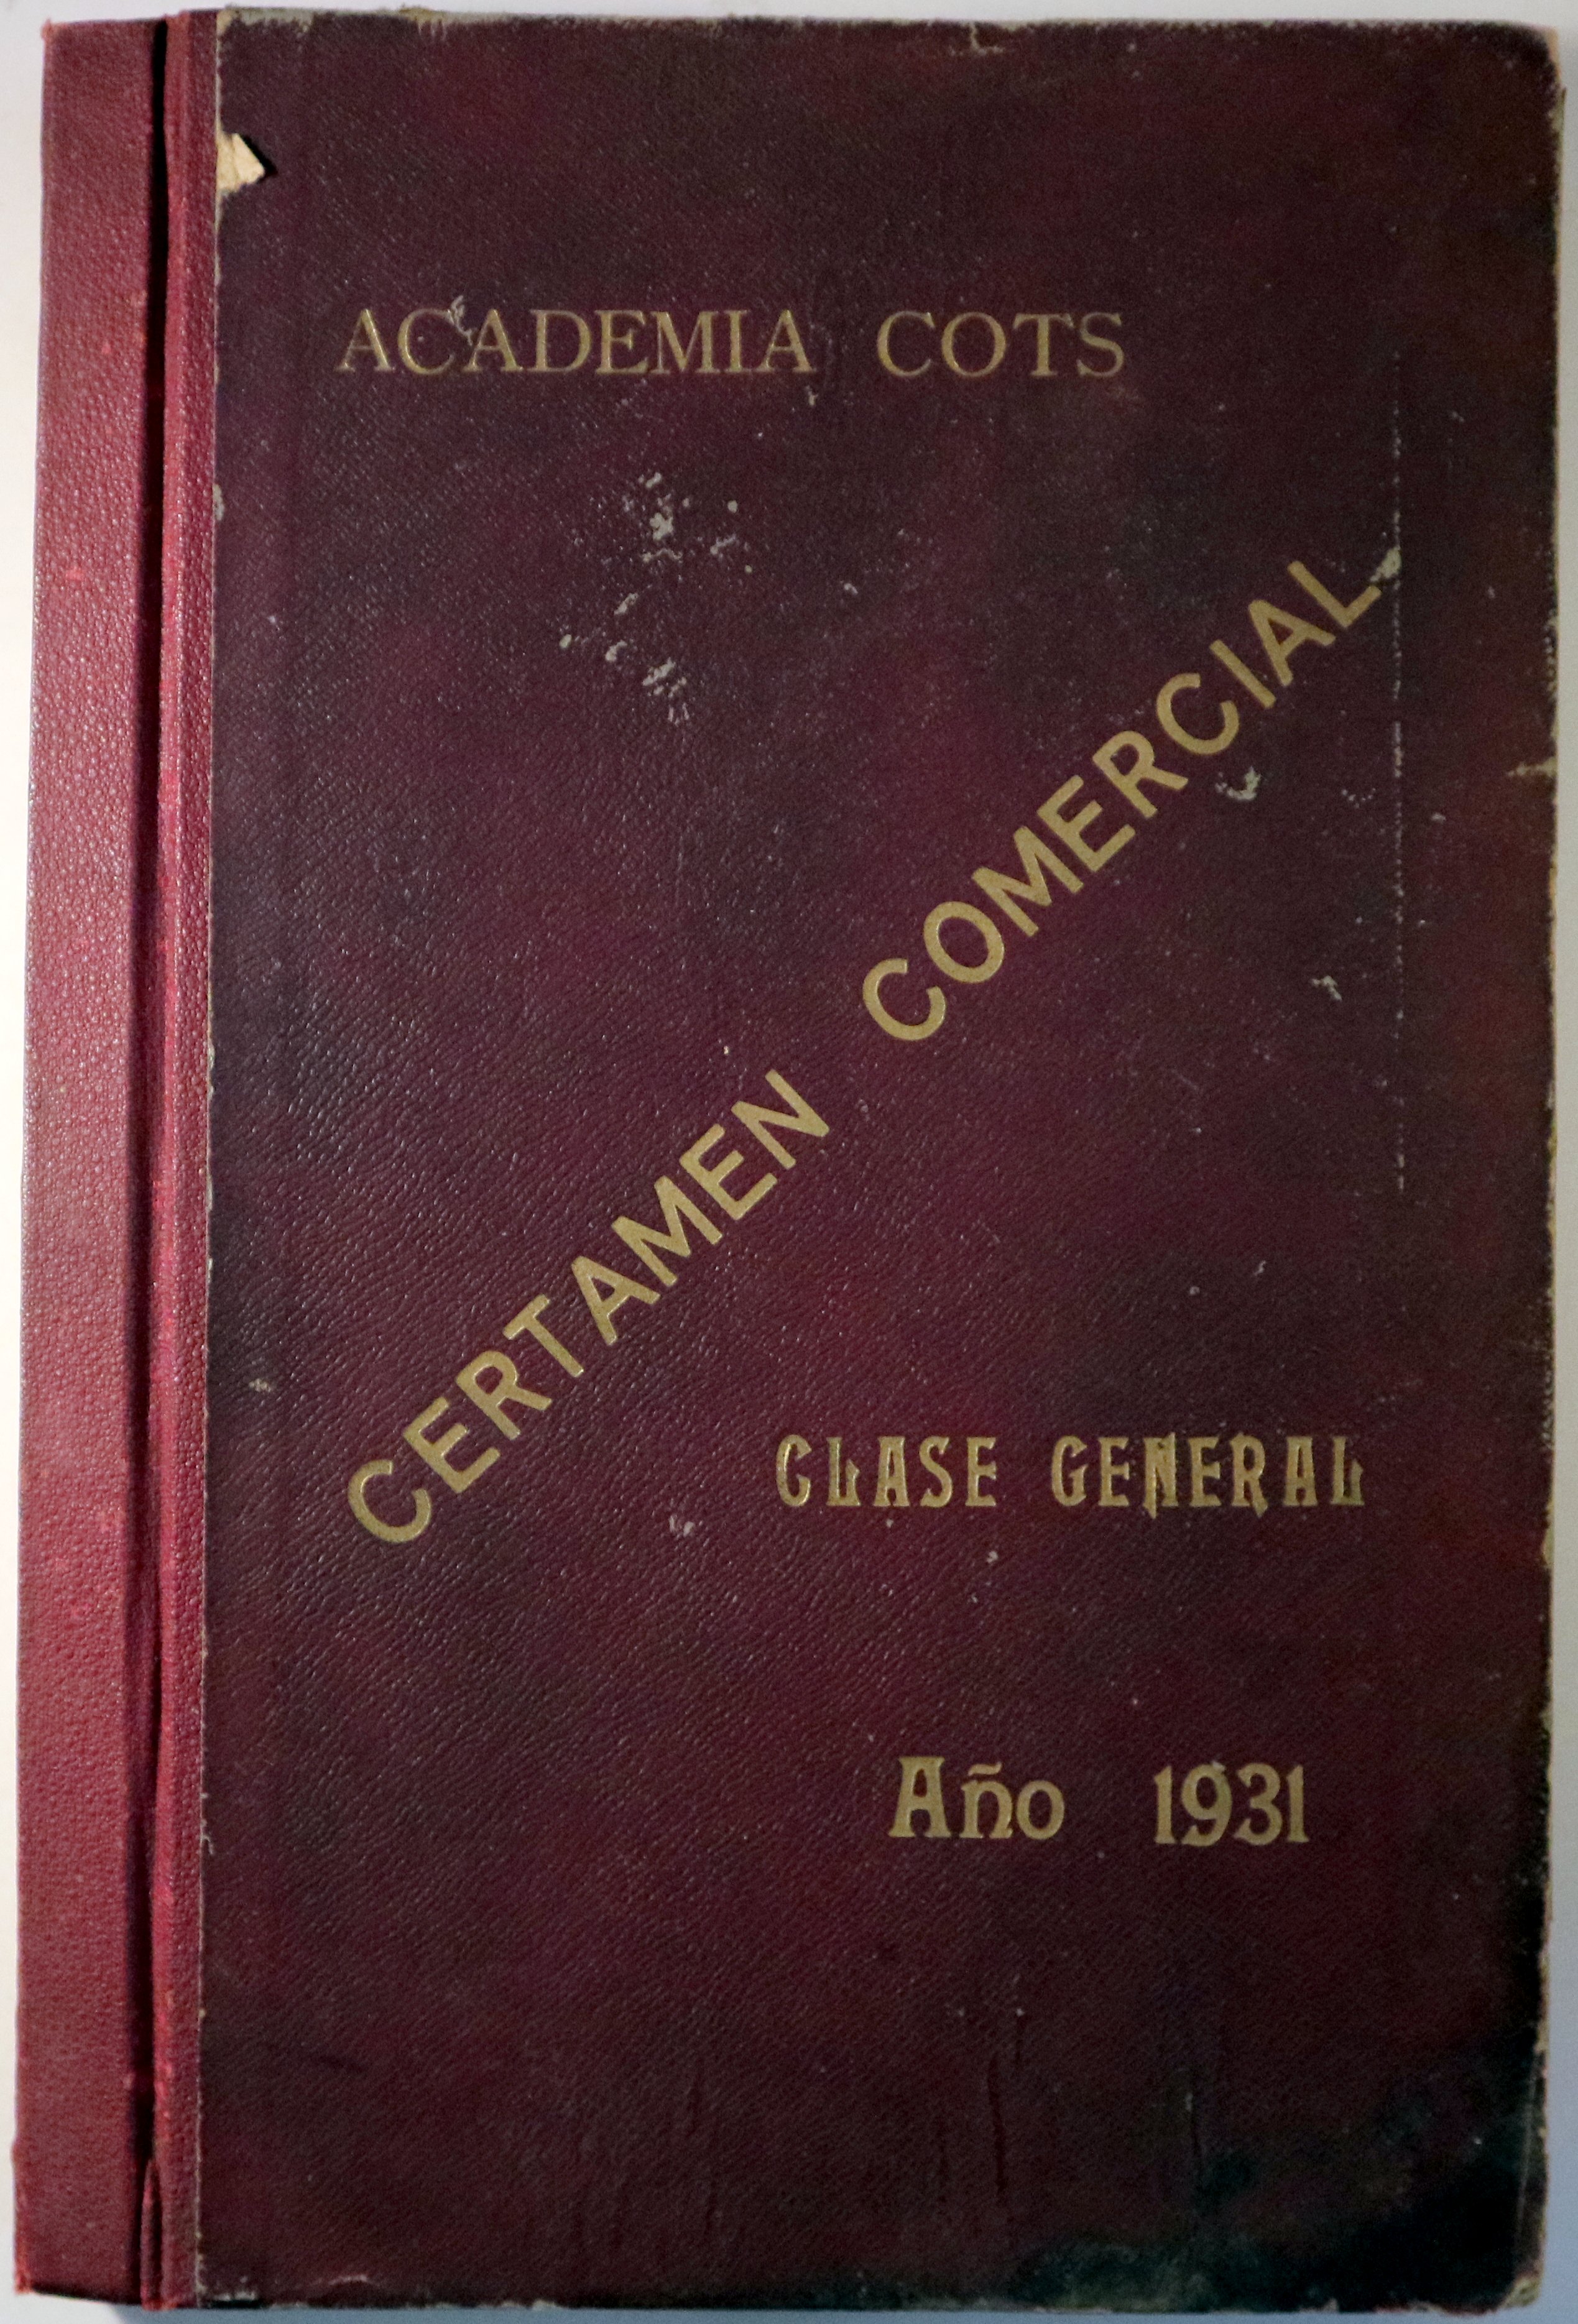 ACADEMIA COTS
CERTAMEN COMERCIAL
CLASE GENERAL
Año 1931